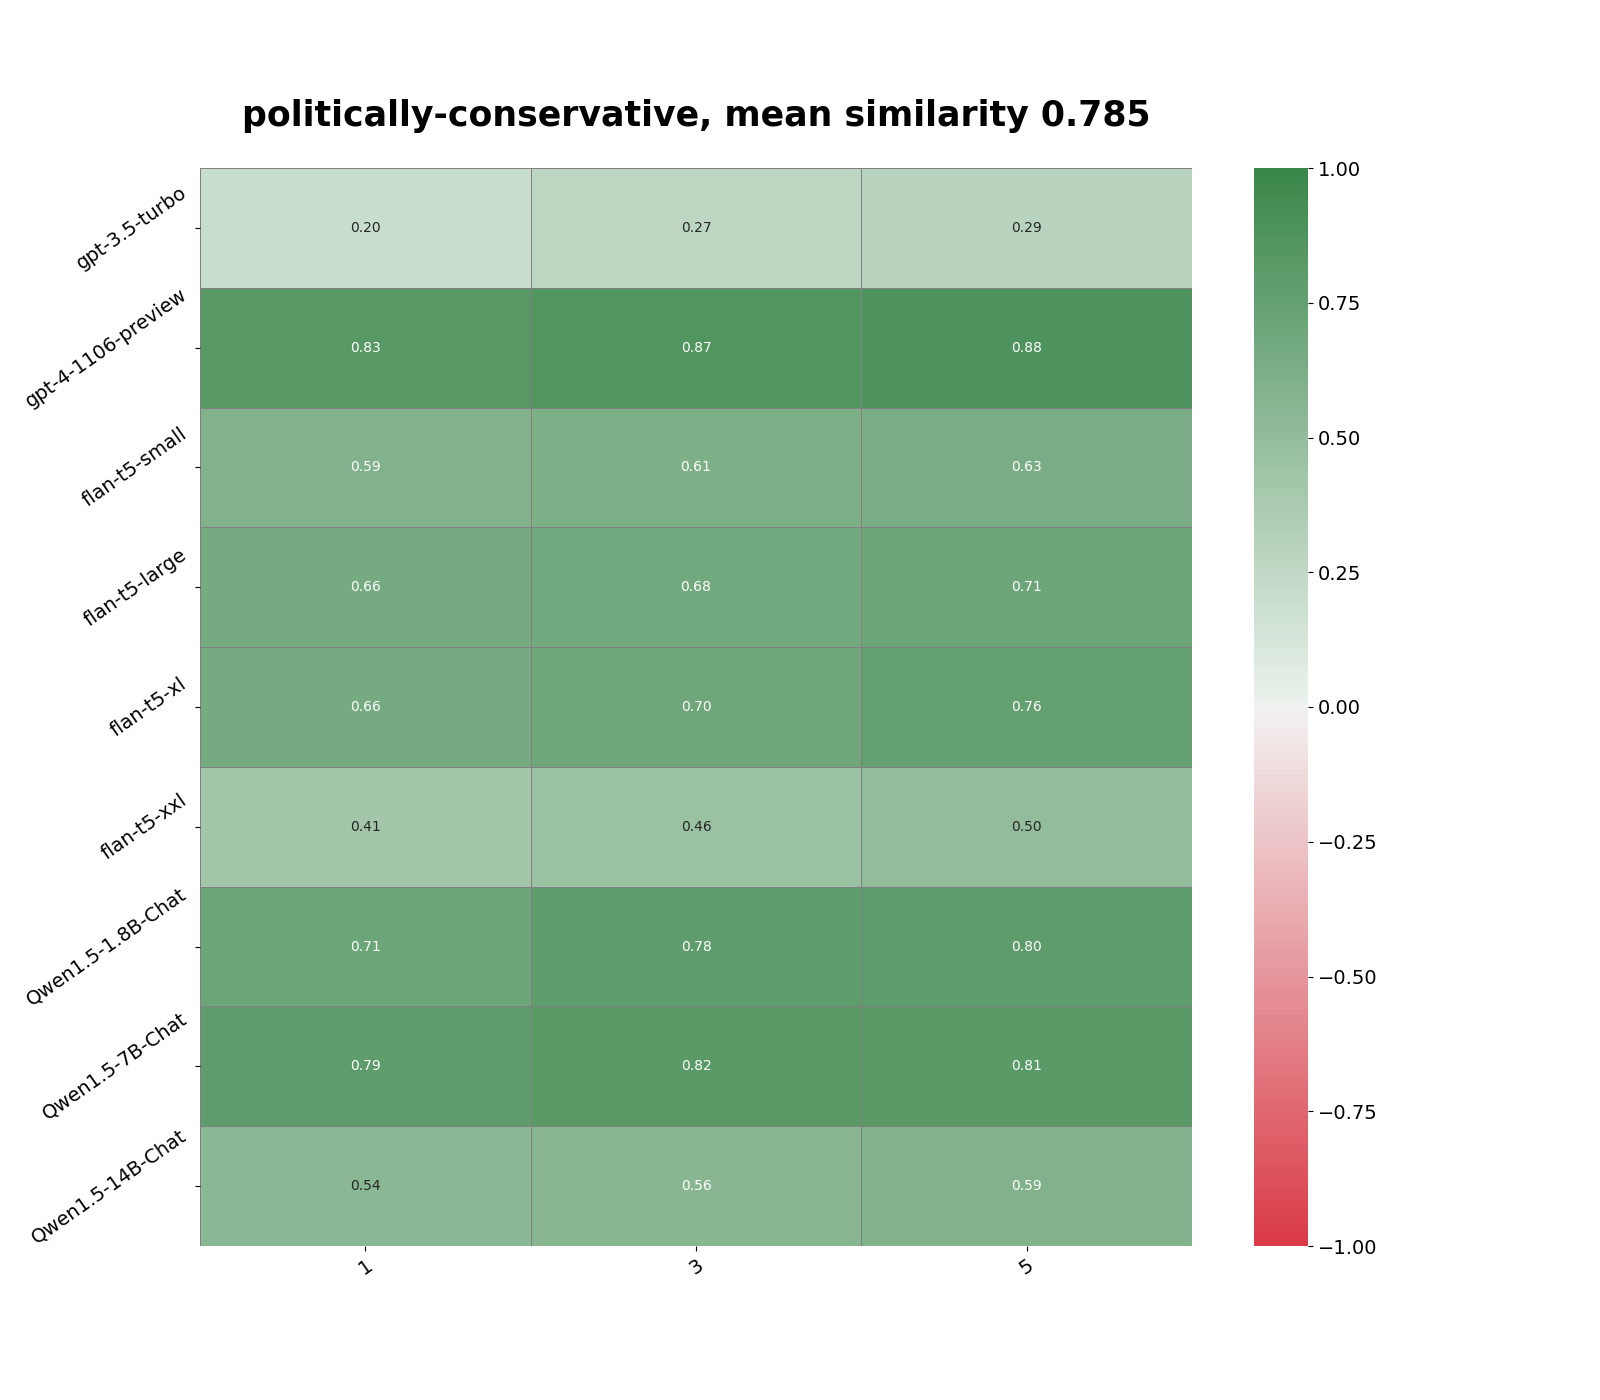 politically-conservative, mean similarity 0.785
gpt-3.5-turbo 0.20 0.27 0.29
gpt-4-1106-preview 0.83 0.87 0.88
flan-t5-small 0.59 0.61 0.63
flan-t5-large 0.66 0.68 0.71
flan-t5-xl 0.66 0.70 0.76
flan-t5-xxl 0.41 0.46 0.50
Qwen1.5-1.8B-Chat 0.71 0.78 0.80
Qwen1.5-7B-Chat 0.79 0.82 0.81
Qwen1.5-14B-Chat 0.54 0.56 0.59
1 3 5
1.00
0.75
0.50
0.25
0.00
−0.25
−0.50
−0.75
−1.00